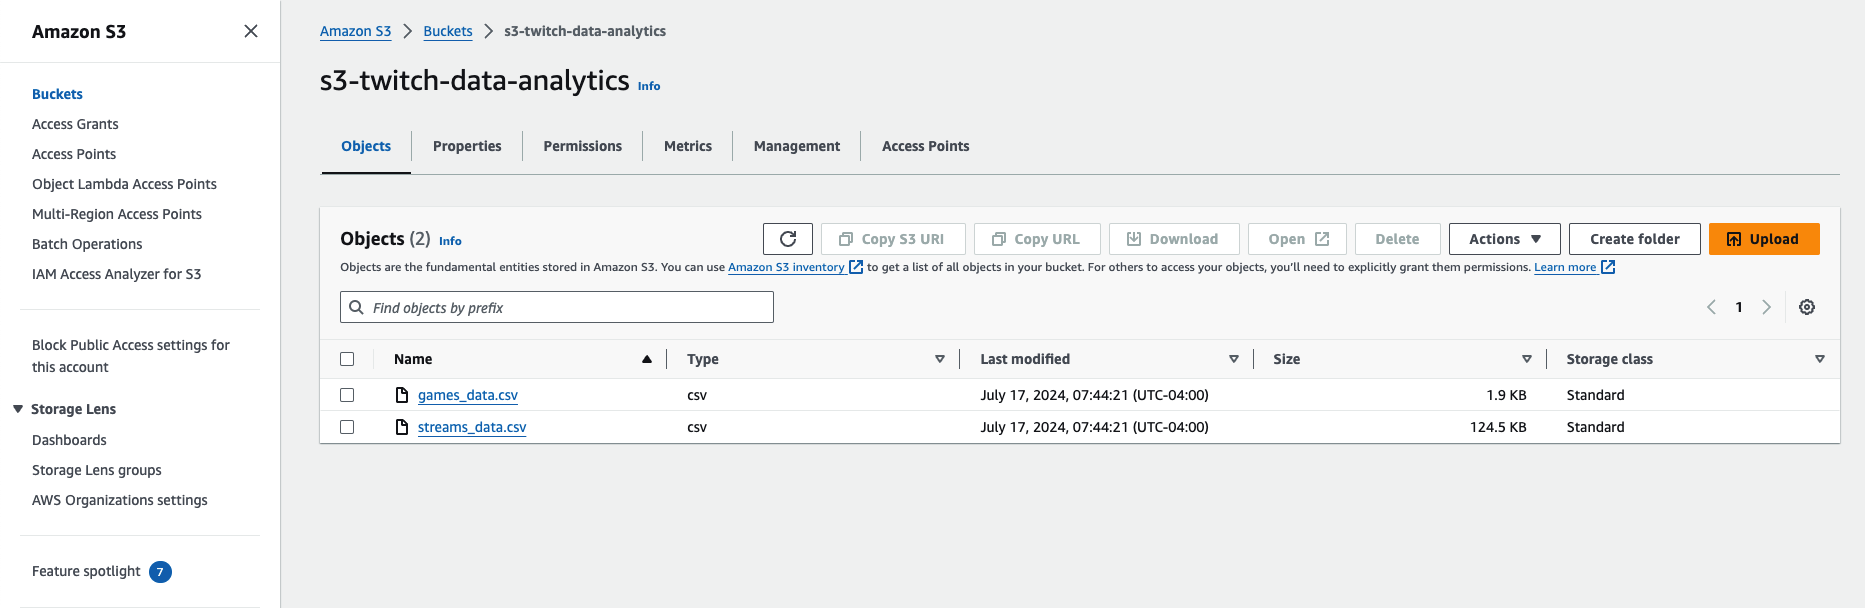 Amazon S3
Buckets
Access Grants
Access Points
Object Lambda Access Points
Multi-Region Access Points
Batch Operations
IAM Access Analyzer for S3
Block Public Access settings for
this account
Storage Lens
Dashboards
Storage Lens groups
AWS Organizations settings
Feature spotlight 7
Amazon S3 Buckets s3-twitch-data-analytics
s3-twitch-data-analytics Info
Objects Properties Permissions Metrics Management Access Points
Objects (2) Info Copy S3 URI Copy URL Download Open Delete Actions Create folder Upload
Objects are the fundamental entities stored in Amazon S3. You can use Amazon S3 inventory to get a list of all objects in your bucket. For others to access your objects, you'll need to explicitly grant them permissions. Learn more
Find objects by prefix 1
Name Type Last modified Size Storage class
games_data.csv csv July 17, 2024, 07:44:21 (UTC-04:00) 1.9 KB Standard
streams_data.csv csv July 17, 2024, 07:44:21 (UTC-04:00) 124.5 KB Standard